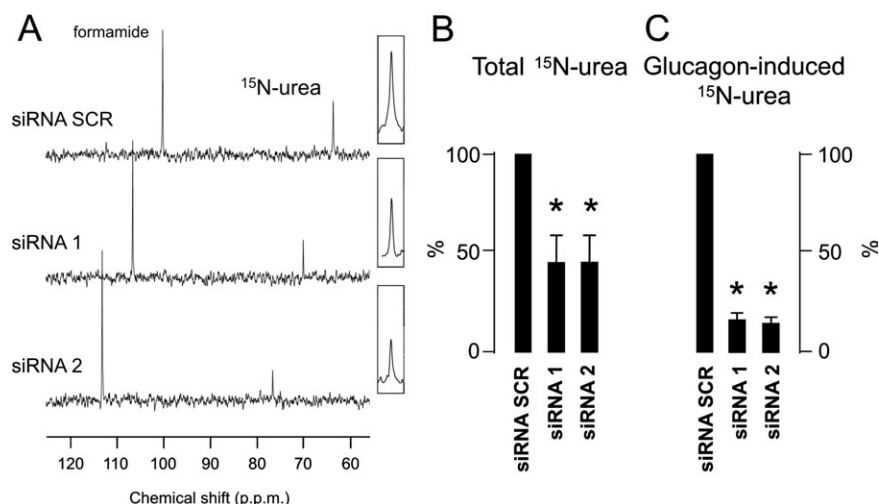 A
formamide
¹⁵N-urea
siRNA SCR
siRNA 1
siRNA 2
120 110 100 90 80 70 60
Chemical shift (p.p.m.)
B
Total ¹⁵N-urea
100
50
0
%
* *
siRNA SCR
siRNA 1
siRNA 2
C
Glucagon-induced
¹⁵N-urea
100
50
0
%
* *
siRNA SCR
siRNA 1
siRNA 2